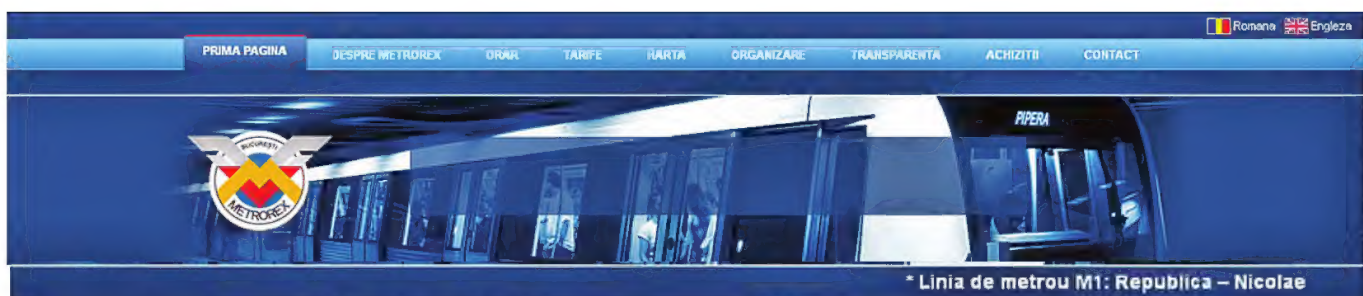 Romana Engleza
PRIMA PAGINA DESPRE METROREX ORAR TARIFE HARTA ORGANIZARE TRANSPARENTA ACHIZITII CONTACT
PIPERA
BUCUREȘTI
METROREX
* Linia de metrou M1: Republica – Nicolae